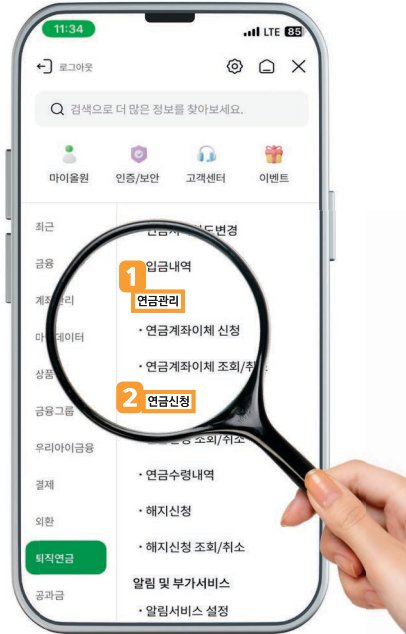 11:34 LTE 85
로그아웃
검색으로 더 많은 정보를 찾아보세요.
마이올원 인증/보안 고객센터 이벤트
최근
금융 입금내역
1
연금관리
· 연금계좌이체 신청
상품 · 연금계좌이체 조회/취소
2 연금신청
금융그룹
우리아이금융 조회/취소
결제 · 연금수령내역
외환 · 해지신청
퇴직연금 · 해지신청 조회/취소
공과금 알림 및 부가서비스
· 알림서비스 설정